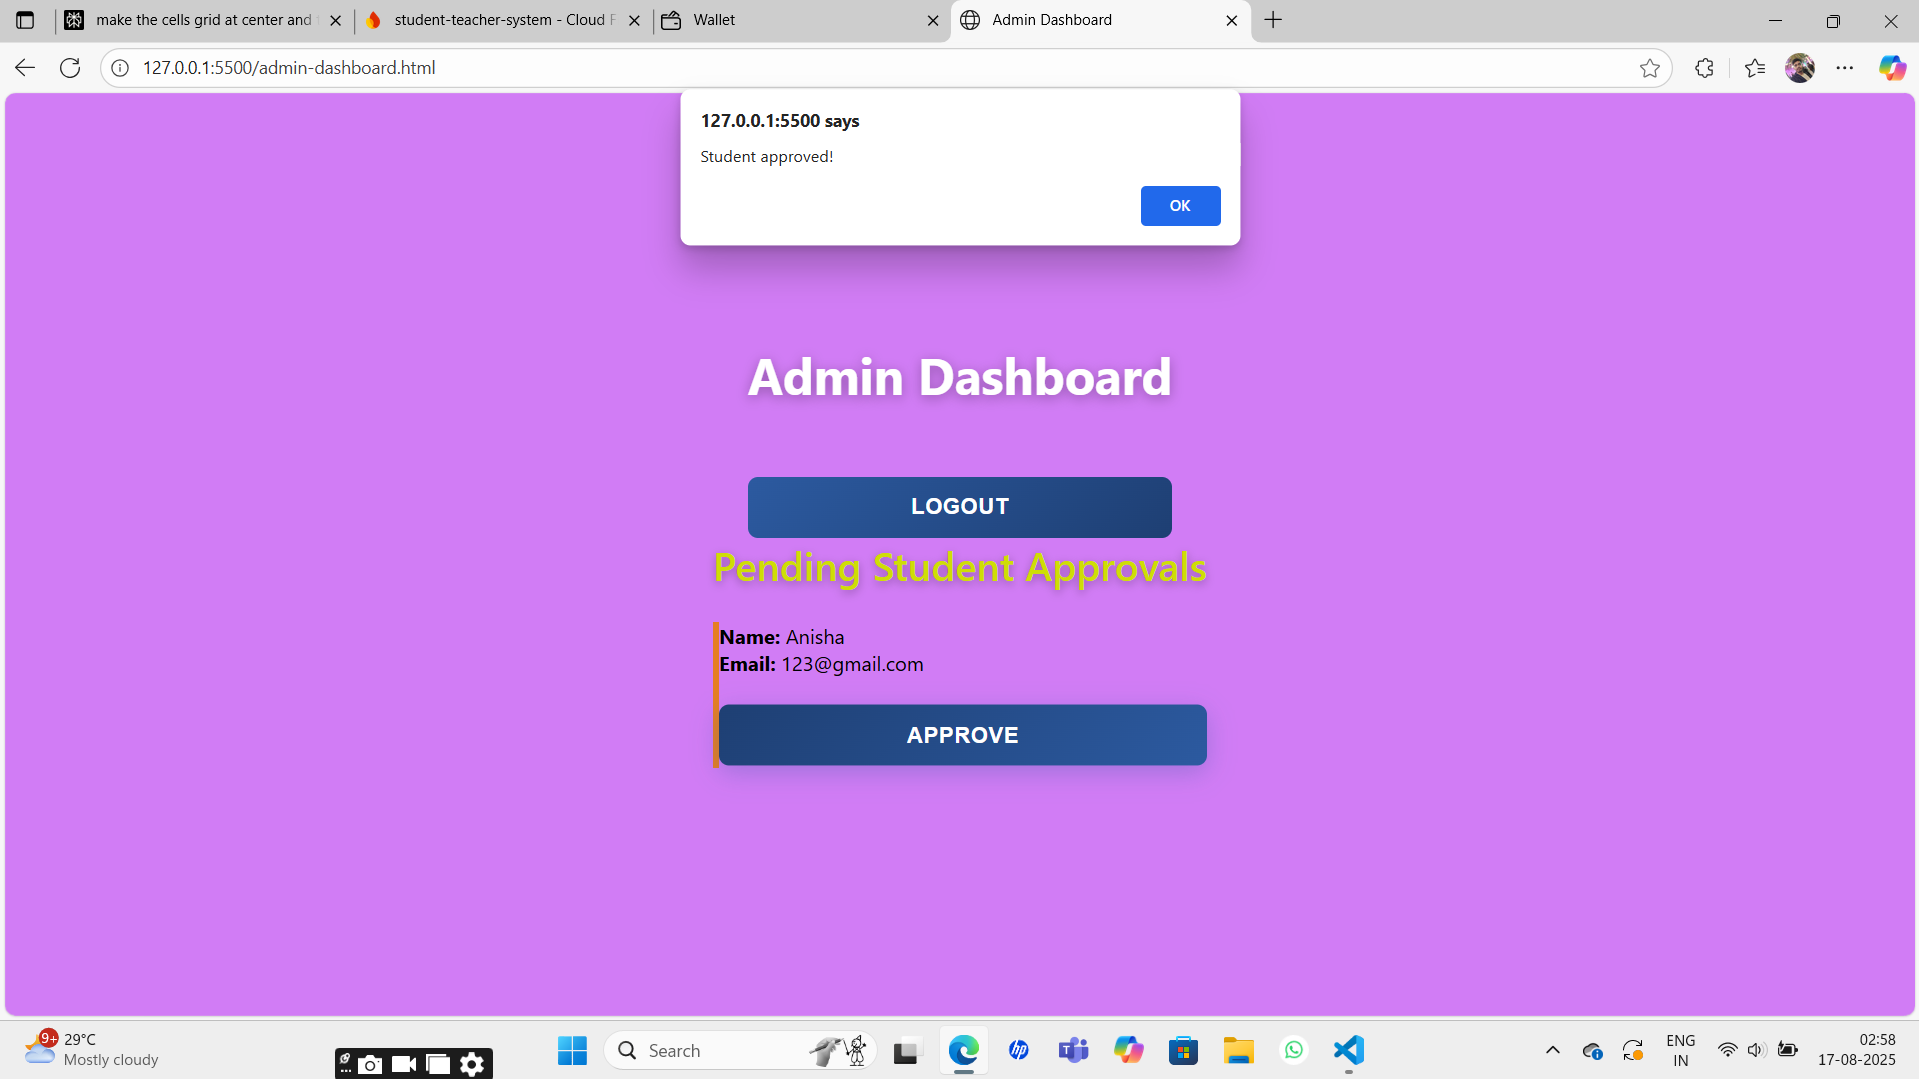 make the cells grid at center and
student-teacher-system - Cloud F
Wallet
Admin Dashboard
127.0.0.1:5500/admin-dashboard.html
127.0.0.1:5500 says
Student approved!
OK
Admin Dashboard
LOGOUT
Pending Student Approvals
Name: Anisha
Email: 123@gmail.com
APPROVE
9+
29°C
Mostly cloudy
Search
hp
T
ENG
IN
02:58
17-08-2025